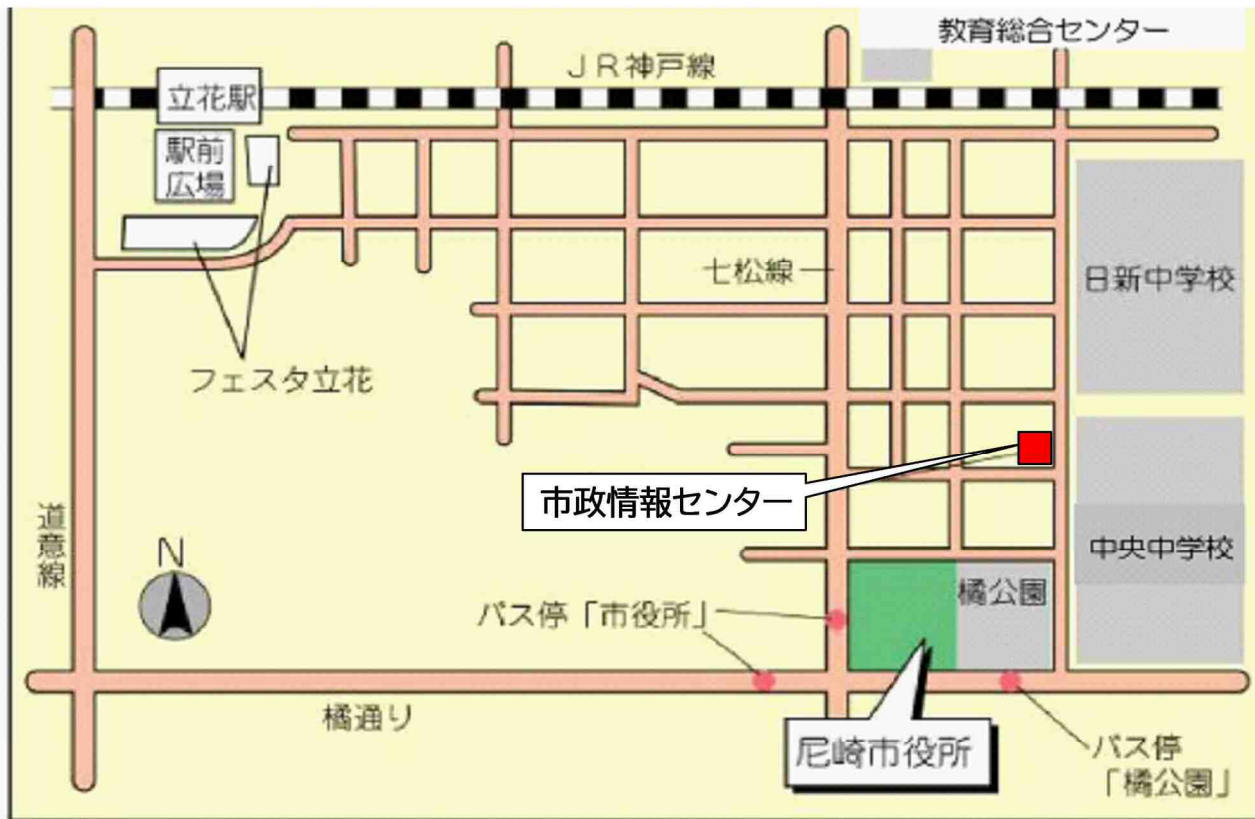 教育総合センター
JR神戸線
立花駅
駅前
広場
七松線
日新中学校
フェスタ立花
市政情報センター
道意線
N
中央中学校
橘公園
バス停「市役所」
橘通り
尼崎市役所
バス停
「橘公園」